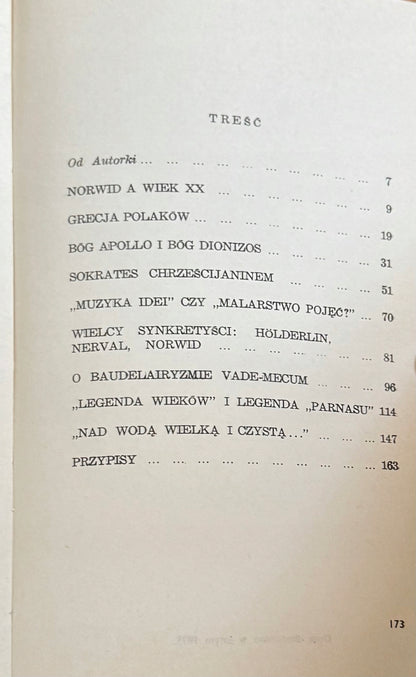 TREŚĆ
Od Autorki ... ... ... ... ... ... ... ... ... 7
NORWID A WIEK XX ... ... ... ... ... ... 9
GRECJA POLAKÓW ... ... ... ... ... ... ... 19
BÓG APOLLO I BÓG DIONIZOS ... ... ... ... 31
SOKRATES CHRZEŚCIJANINEM ... ... ... ... 51
„MUZYKA IDEI” CZY „MALARSTWO POJĘĆ?” ... 70
WIELCY SYNKRETYŚCI: HÖLDERLIN,
NERVAL, NORWID ... ... ... ... ... ... 81
O BAUDELAIRYZMIE VADE-MECUM ... ... ... 96
„LEGENDA WIEKÓW” I LEGENDA „PARNASU” 114
„NAD WODĄ WIELKĄ I CZYSTĄ...” ... ... ... 147
PRZYPISY ... ... ... ... ... ... ... ... ... 163
173